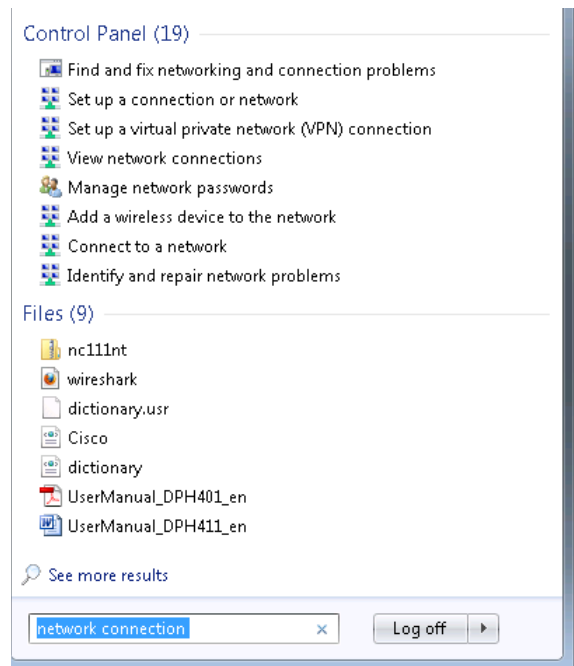 Control Panel (19)
Find and fix networking and connection problems
Set up a connection or network
Set up a virtual private network (VPN) connection
View network connections
Manage network passwords
Add a wireless device to the network
Connect to a network
Identify and repair network problems
Files (9)
nc111nt
wireshark
dictionary.usr
Cisco
dictionary
UserManual_DPH401_en
UserManual_DPH411_en
See more results
network connection
Log off